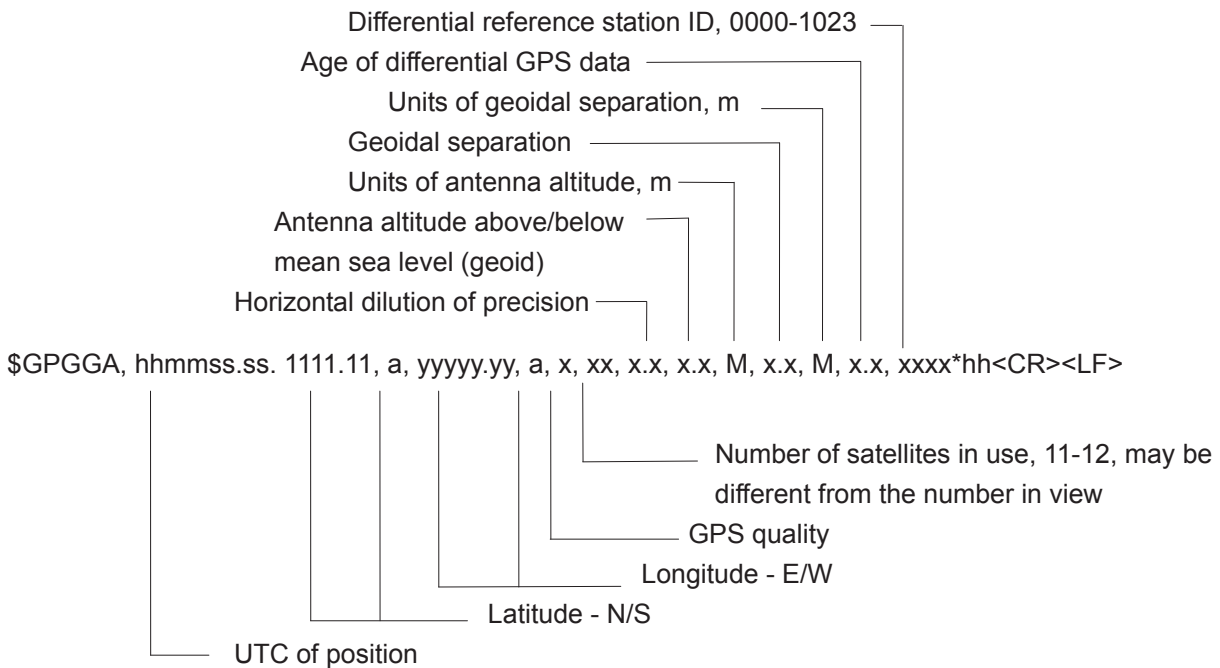 Differential reference station ID, 0000-1023
Age of differential GPS data
Units of geoidal separation, m
Geoidal separation
Units of antenna altitude, m
Antenna altitude above/below
mean sea level (geoid)
Horizontal dilution of precision
$GPGGA, hhmmss.ss. 1111.11, a, yyyyy.yy, a, x, xx, x.x, x.x, M, x.x, M, x.x, xxxx*hh<CR><LF>
Number of satellites in use, 11-12, may be
different from the number in view
GPS quality
Longitude - E/W
Latitude - N/S
UTC of position